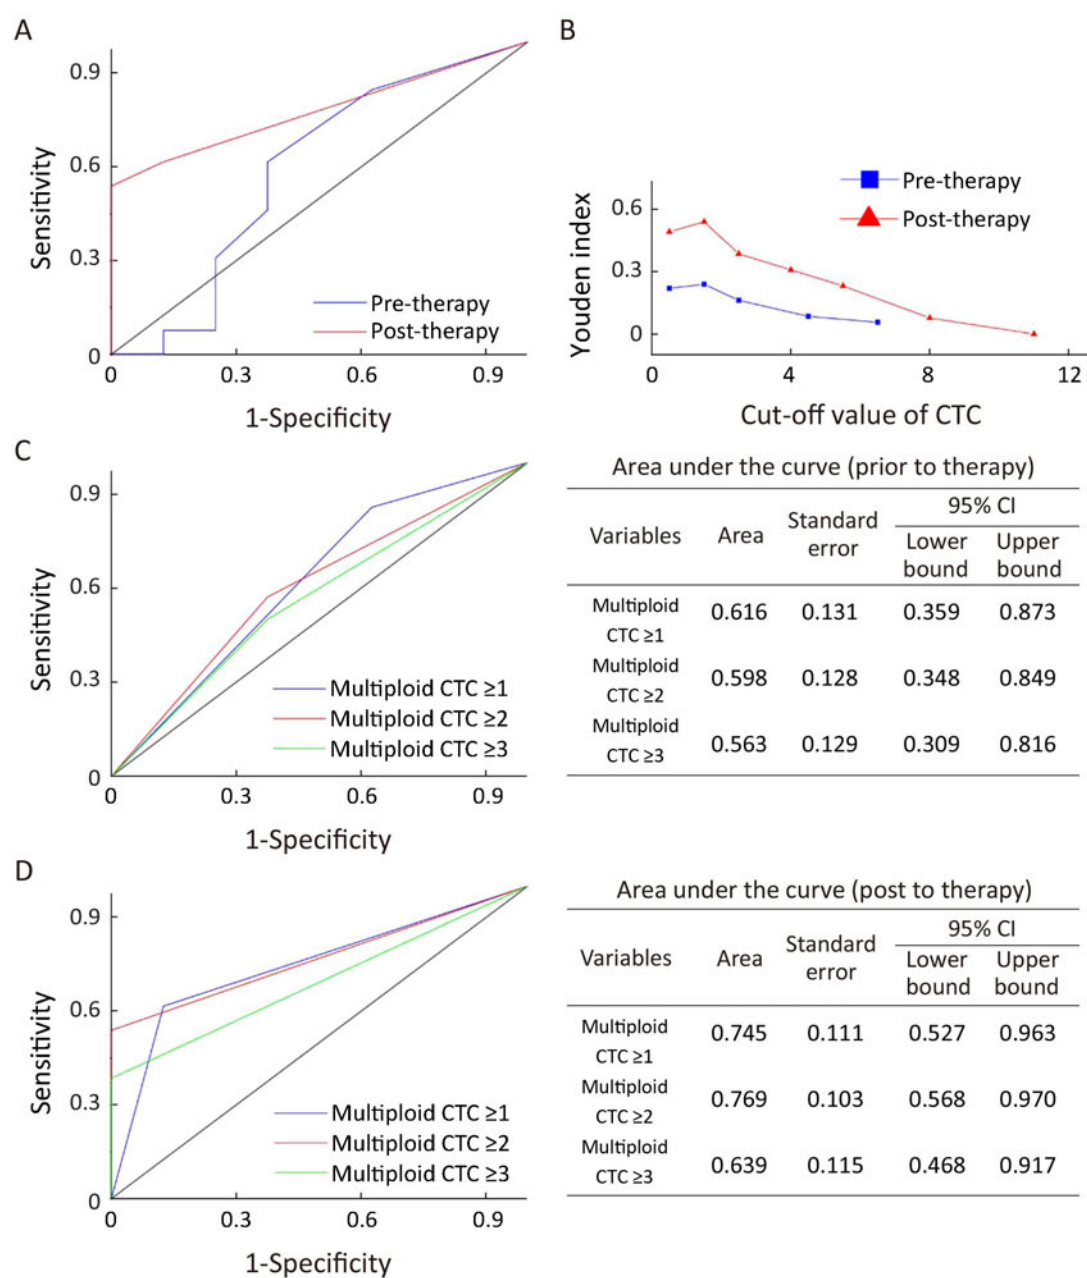 A
Sensitivity
0.9
0.6
0.3
0
Pre-therapy
Post-therapy
0 0.3 0.6 0.9
1-Specificity
B
Youden index
0.6
0.3
0
Pre-therapy
Post-therapy
0 4 8 12
Cut-off value of CTC
C
Sensitivity
0.9
0.6
0.3
0
Multiploid CTC ≥1
Multiploid CTC ≥2
Multiploid CTC ≥3
0 0.3 0.6 0.9
1-Specificity
Area under the curve (prior to therapy)
Variables Area Standard error 95% CI
Lower bound Upper bound
Multiploid CTC ≥1 0.616 0.131 0.359 0.873
Multiploid CTC ≥2 0.598 0.128 0.348 0.849
Multiploid CTC ≥3 0.563 0.129 0.309 0.816
D
Sensitivity
0.9
0.6
0.3
0
Multiploid CTC ≥1
Multiploid CTC ≥2
Multiploid CTC ≥3
0 0.3 0.6 0.9
1-Specificity
Area under the curve (post to therapy)
Variables Area Standard error 95% CI
Lower bound Upper bound
Multiploid CTC ≥1 0.745 0.111 0.527 0.963
Multiploid CTC ≥2 0.769 0.103 0.568 0.970
Multiploid CTC ≥3 0.639 0.115 0.468 0.917